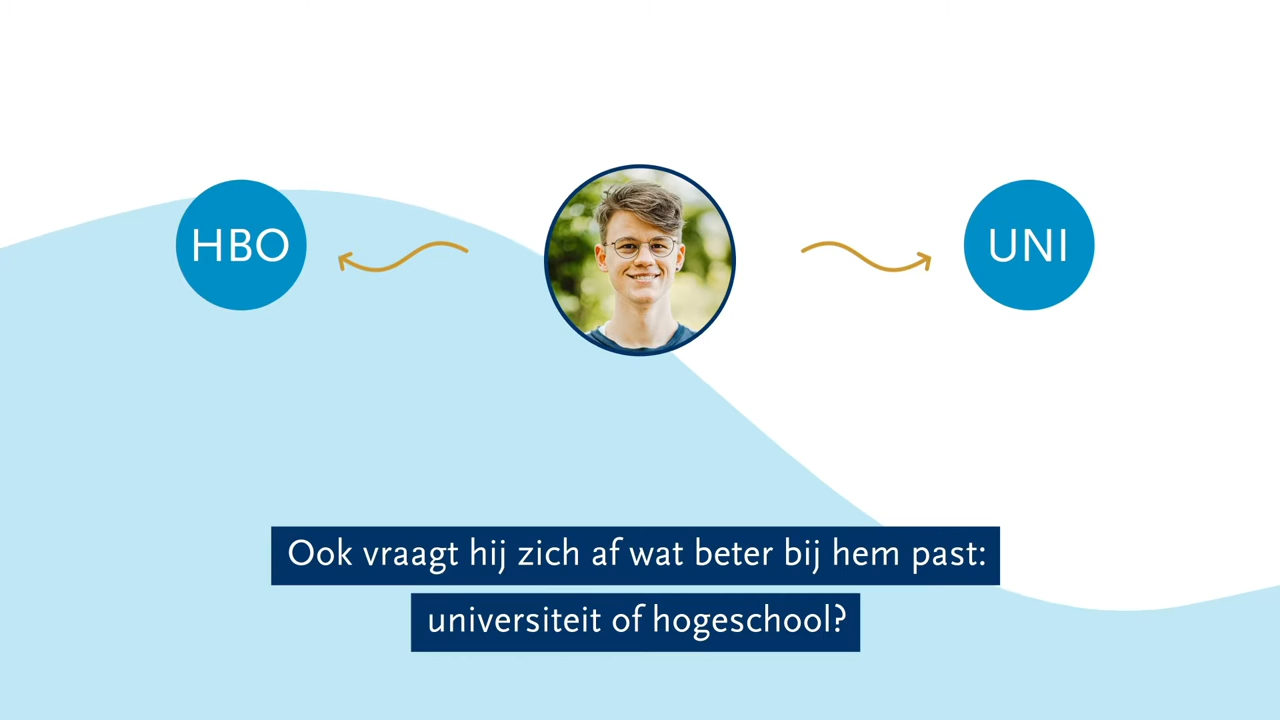 HBO
UNI
Ook vraagt hij zich af wat beter bij hem past:
universiteit of hogeschool?